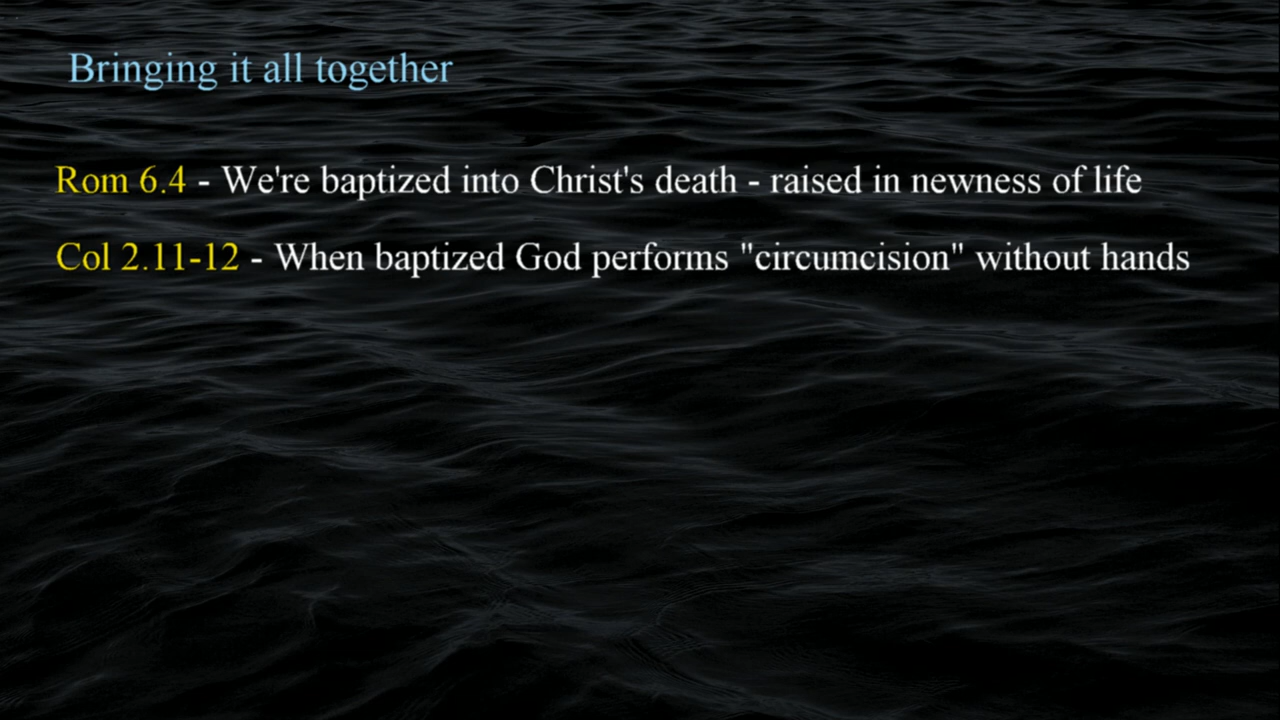 Bringing it all together
Rom 6.4 - We're baptized into Christ's death - raised in newness of life
Col 2.11-12 - When baptized God performs "circumcision" without hands